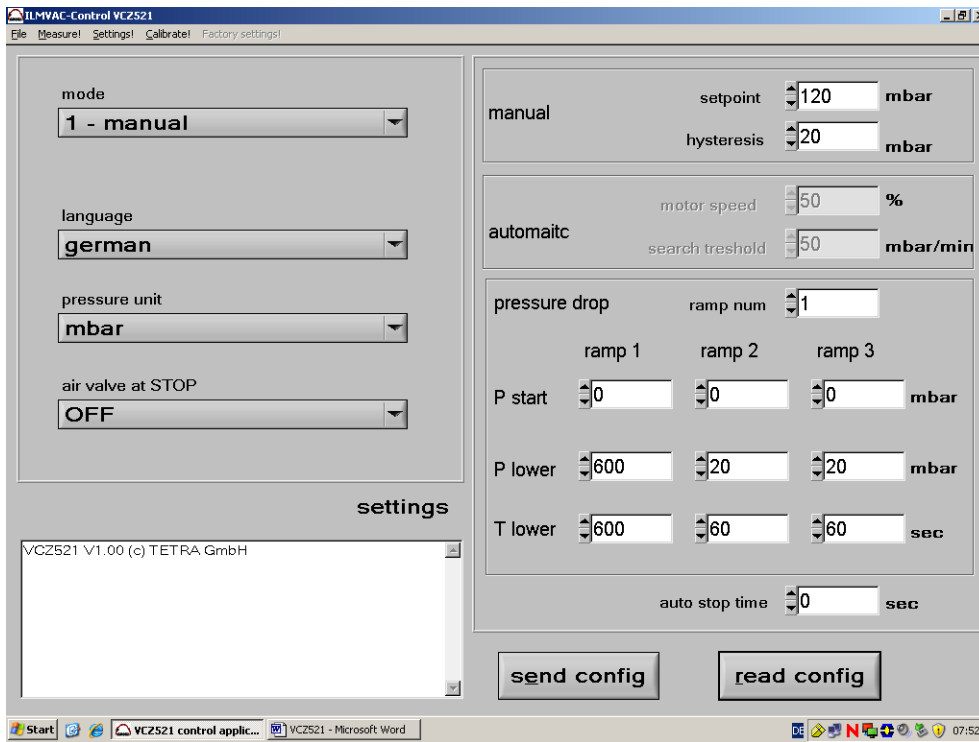 ILMVAC-Control VCZ521
File Measure! Settings! Calibrate! Factory settings!
mode
1 - manual
language
german
pressure unit
mbar
air valve at STOP
OFF
settings
VCZ521 V1.00 (c) TETRA GmbH
manual
setpoint 120 mbar
hysteresis 20 mbar
automaitc
motor speed 50 %
search treshold 50 mbar/min
pressure drop
ramp num 1
ramp 1 ramp 2 ramp 3
P start 0 0 0 mbar
P lower 600 20 20 mbar
T lower 600 60 60 sec
auto stop time 0 sec
send config read config
Start VCZ521 control applic... VCZ521 - Microsoft Word DE